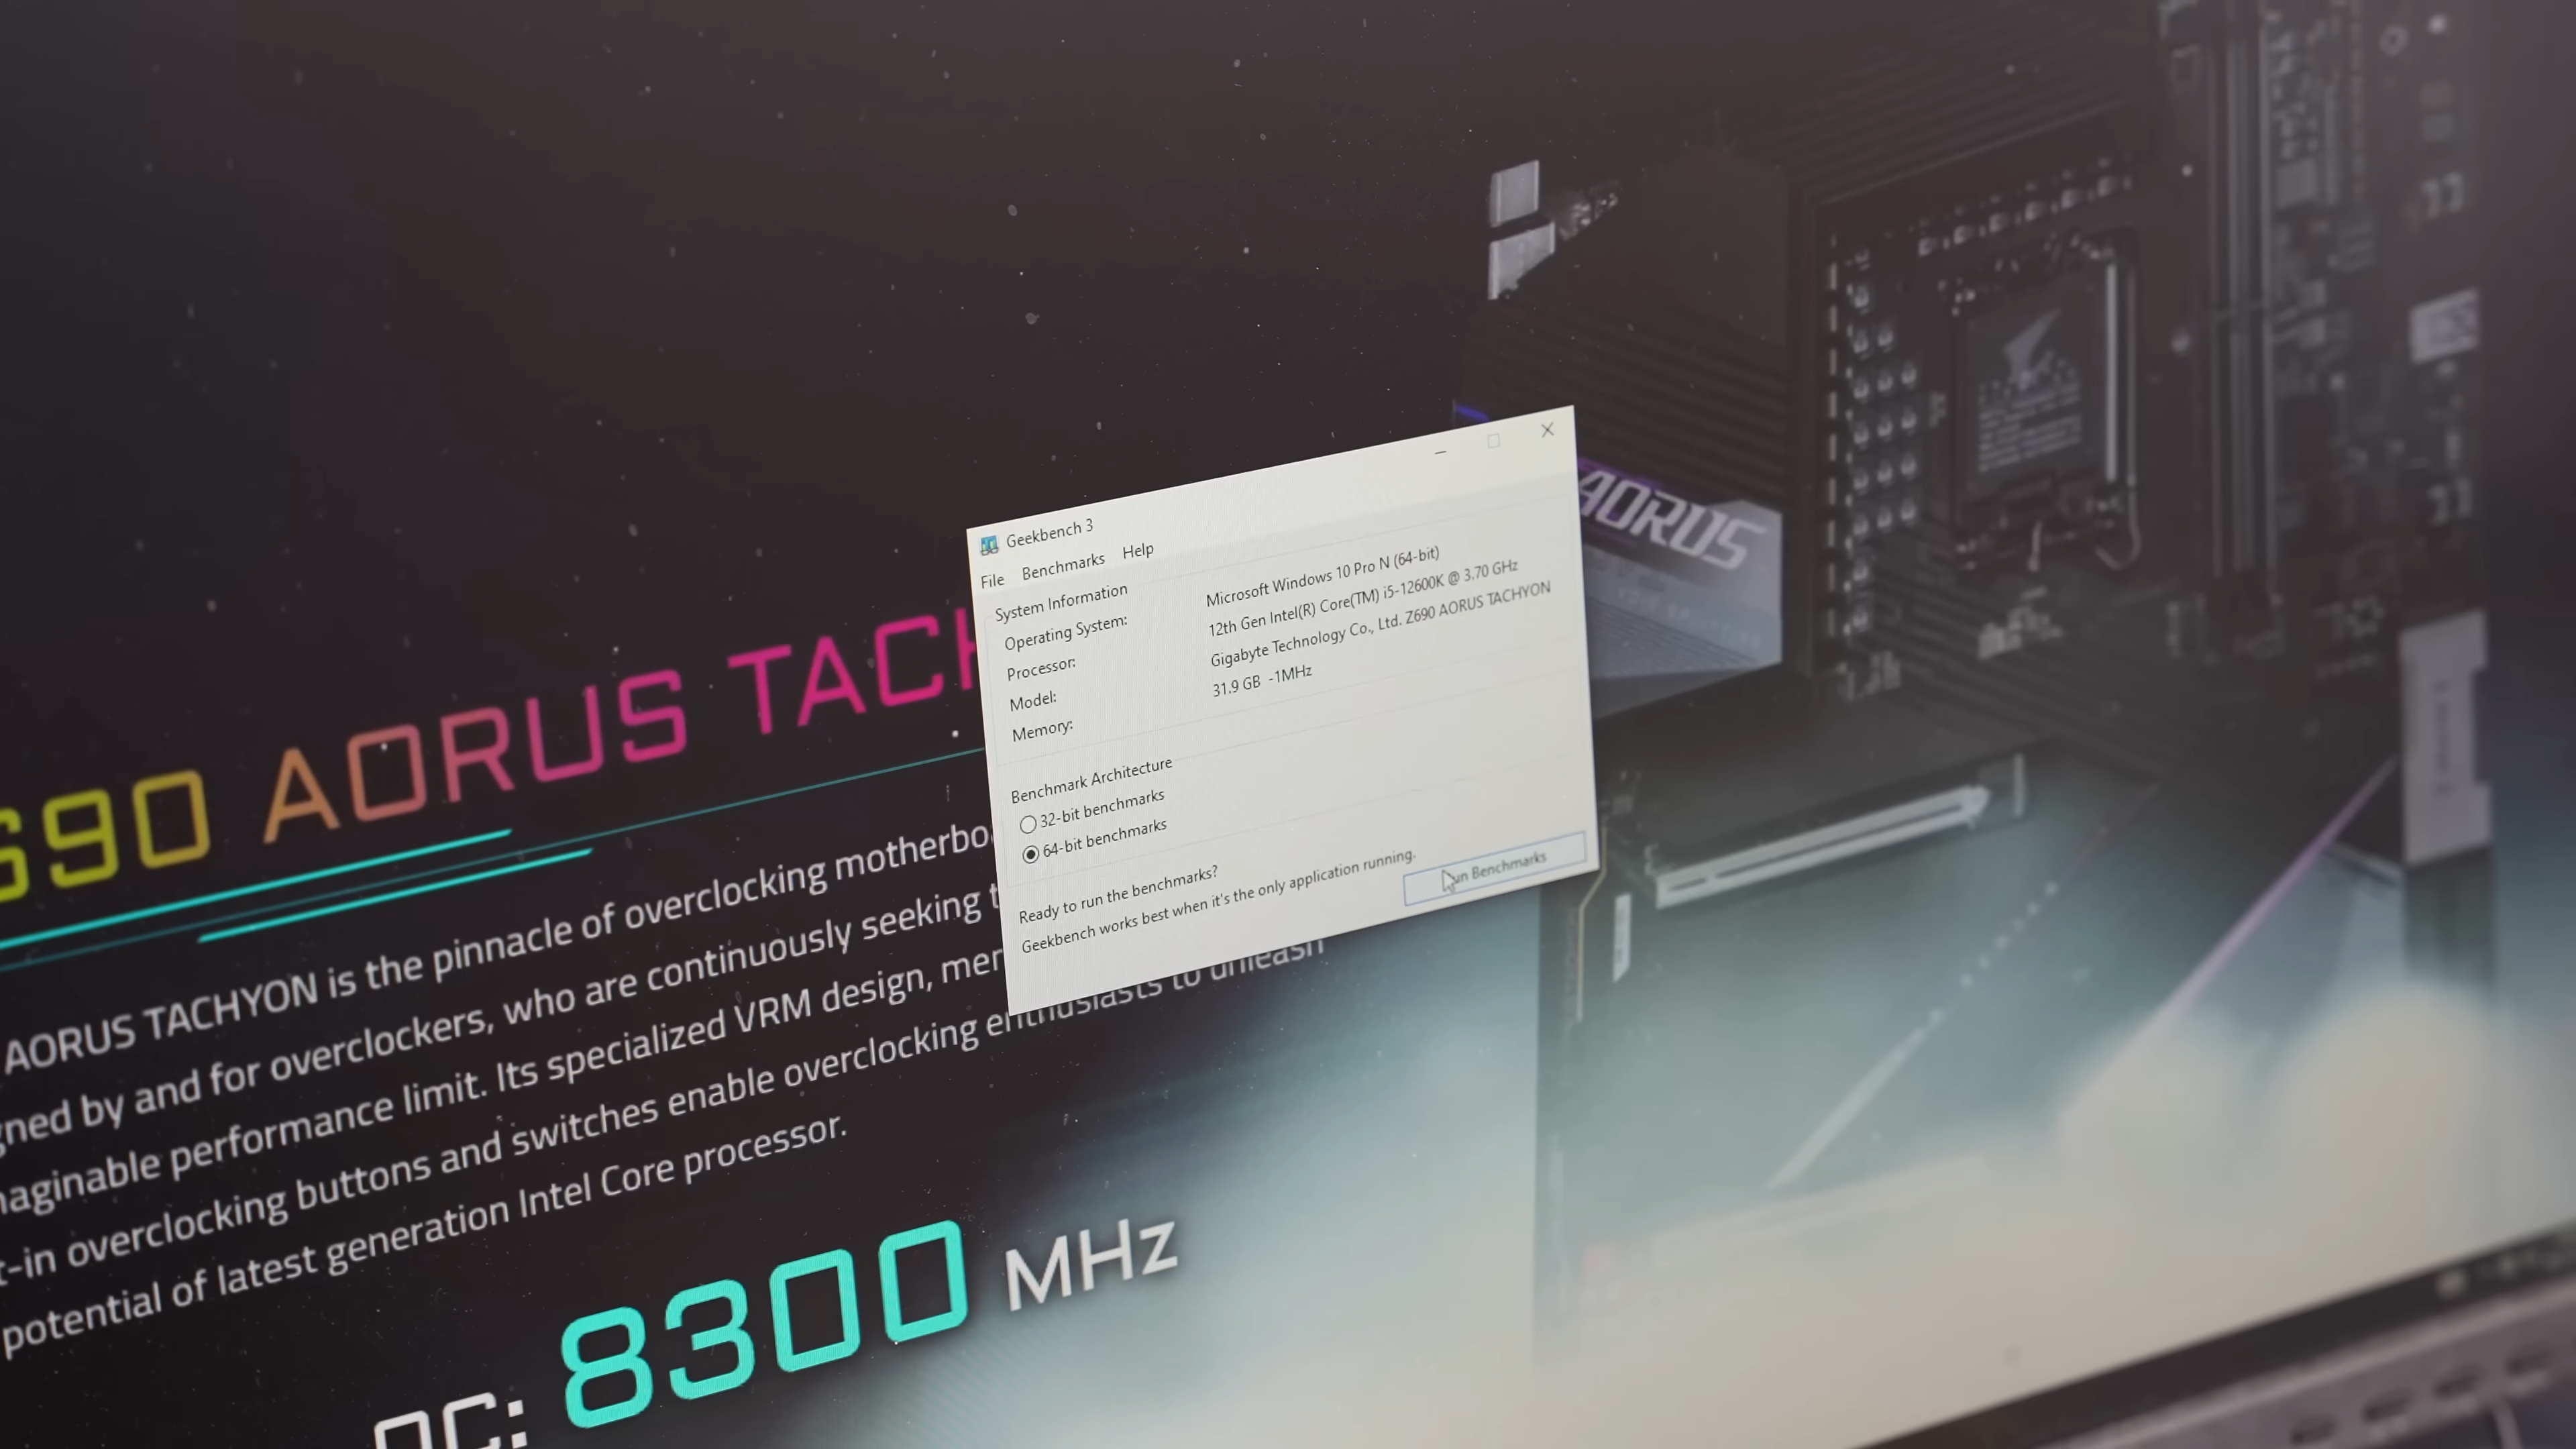 Geekbench 3
File Benchmarks Help
System Information
Operating System: Microsoft Windows 10 Pro N (64-bit)
Processor: 12th Gen Intel(R) Core(TM) i5-12600K @ 3.70 GHz
Model: Gigabyte Technology Co., Ltd. Z690 AORUS TACHYON
Memory: 31.9 GB -1MHz
Benchmark Architecture
32-bit benchmarks
64-bit benchmarks
Ready to run the benchmarks?
Geekbench works best when it's the only application running.
un Benchmarks
690 AORUS TACH
AORUS TACHYON is the pinnacle of overclocking motherboa
gned by and for overclockers, who are continuously seeking t
maginable performance limit. Its specialized VRM design, mem
t-in overclocking buttons and switches enable overclocking enthusiasts to unleash
potential of latest generation Intel Core processor.
OC: 8300 MHz
AORUS